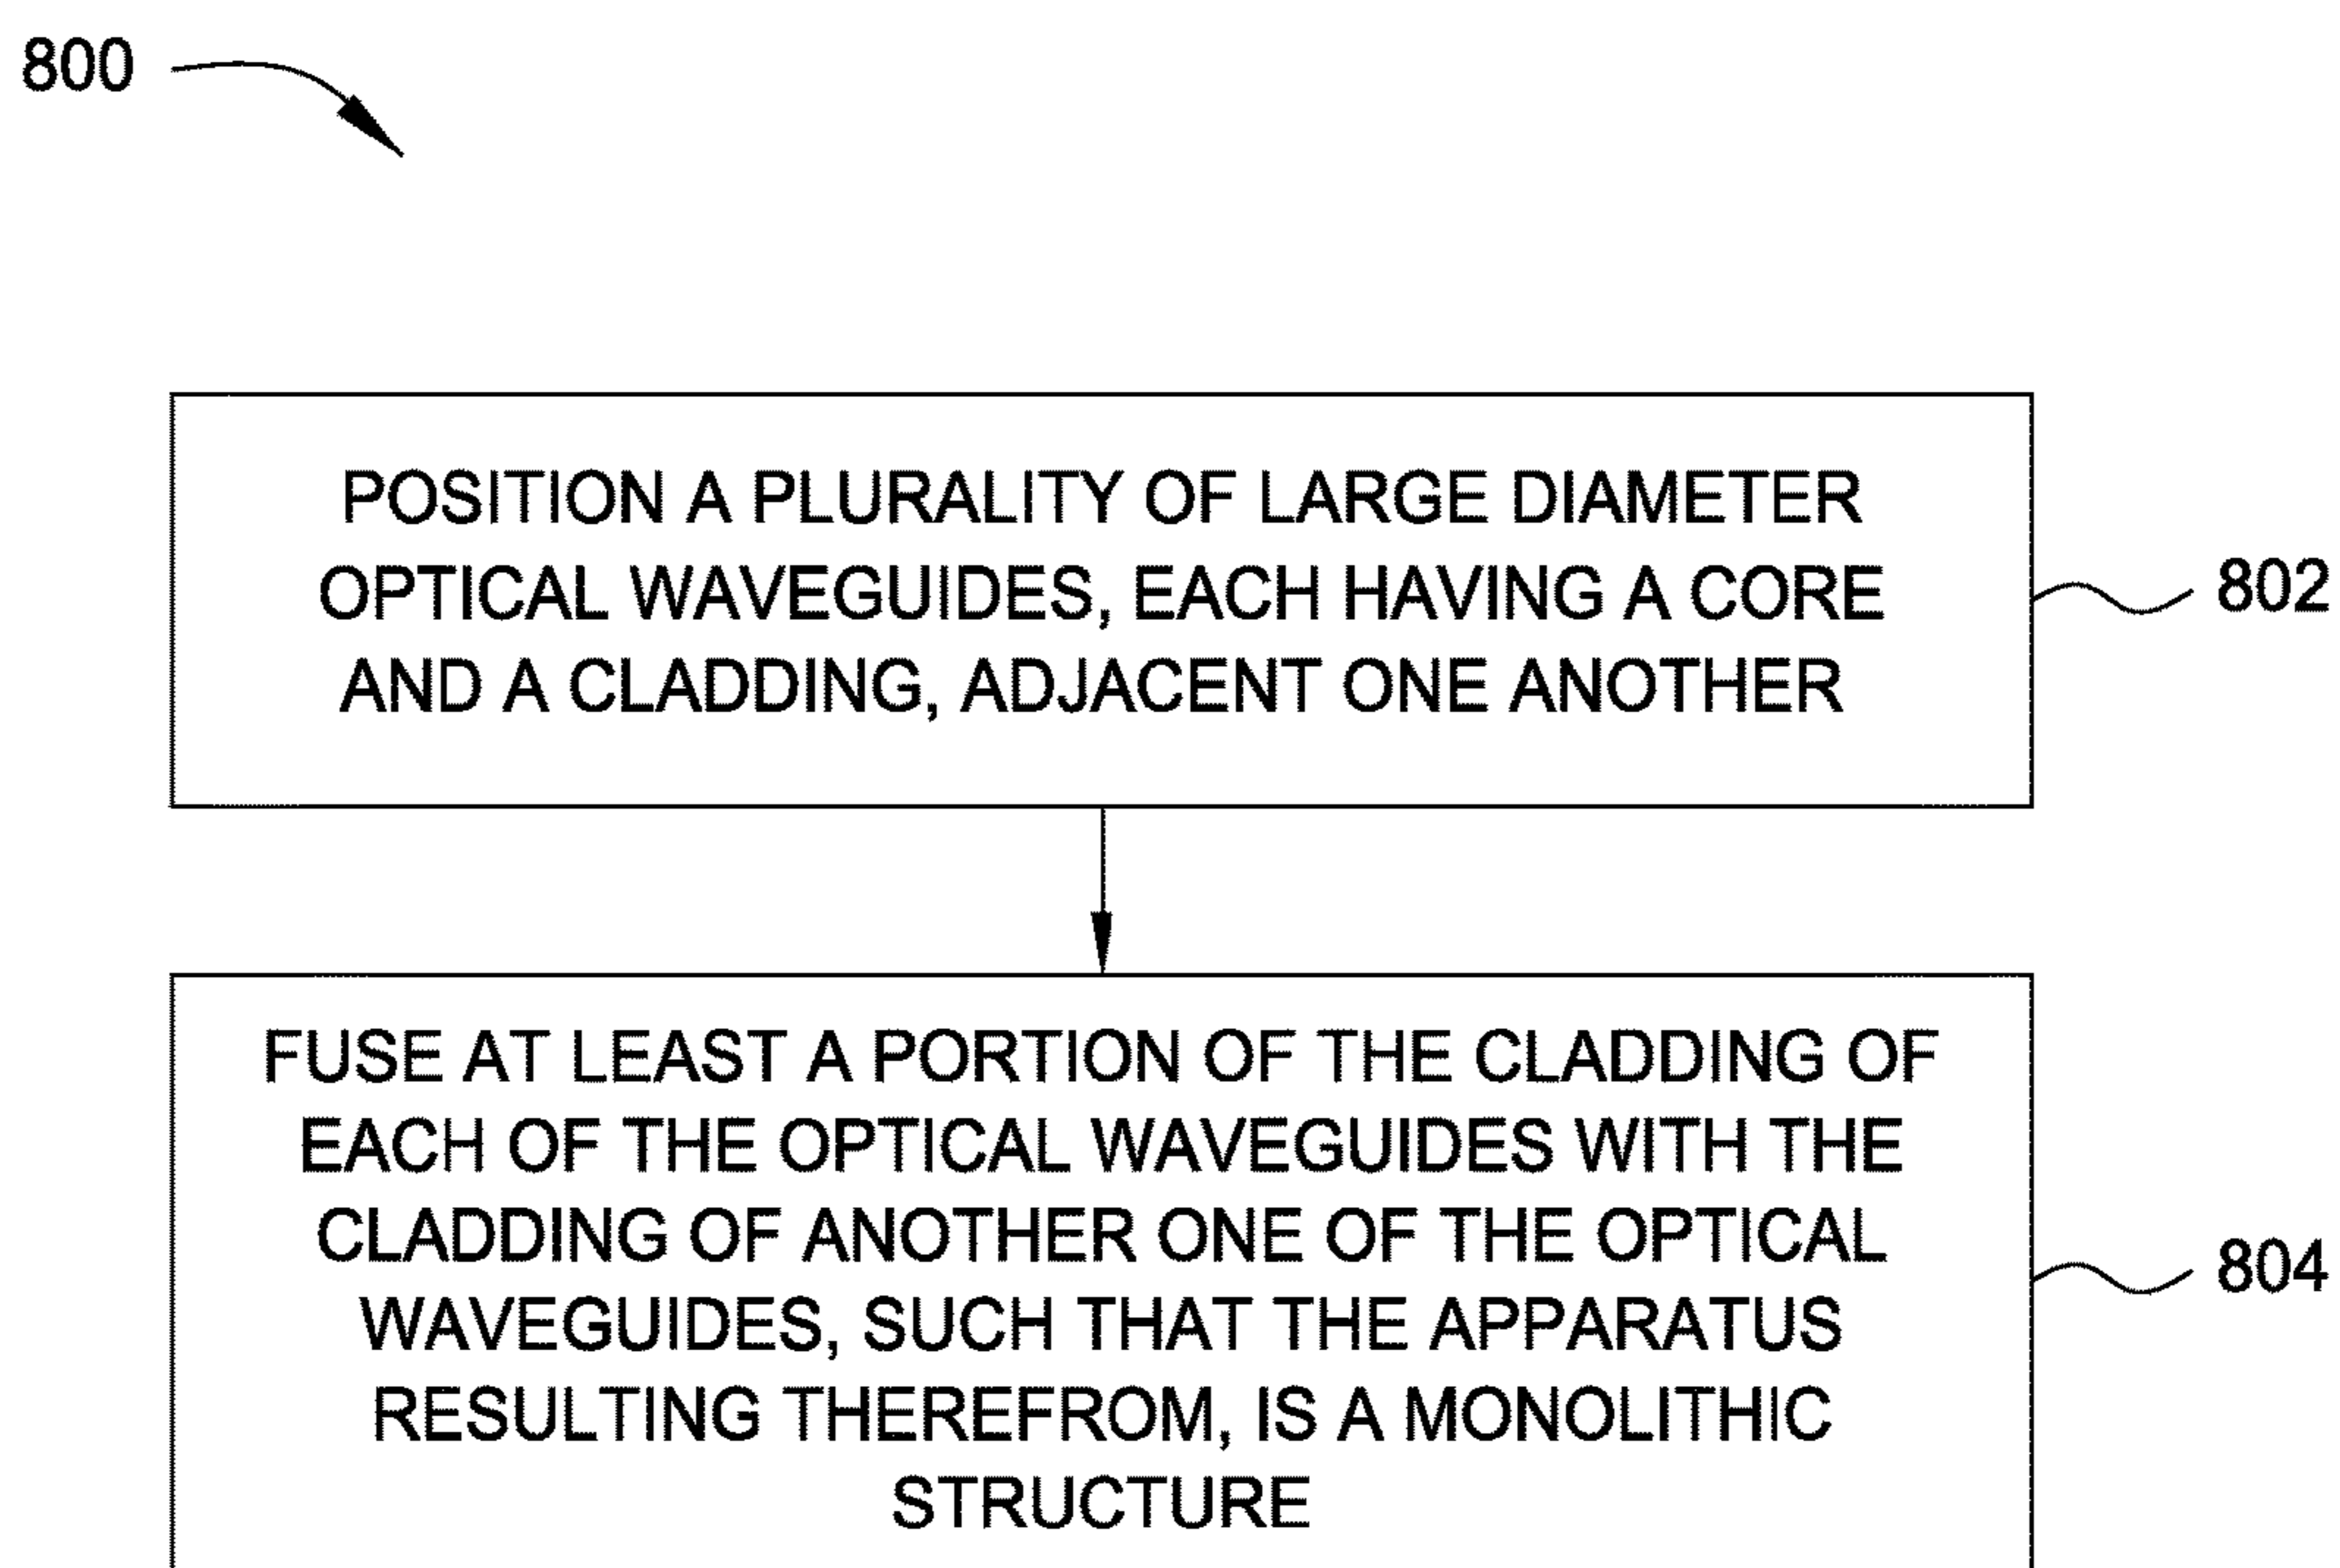 800
POSITION A PLURALITY OF LARGE DIAMETER
OPTICAL WAVEGUIDES, EACH HAVING A CORE
AND A CLADDING, ADJACENT ONE ANOTHER
802
FUSE AT LEAST A PORTION OF THE CLADDING OF
EACH OF THE OPTICAL WAVEGUIDES WITH THE
CLADDING OF ANOTHER ONE OF THE OPTICAL
WAVEGUIDES, SUCH THAT THE APPARATUS
RESULTING THEREFROM, IS A MONOLITHIC
STRUCTURE
804